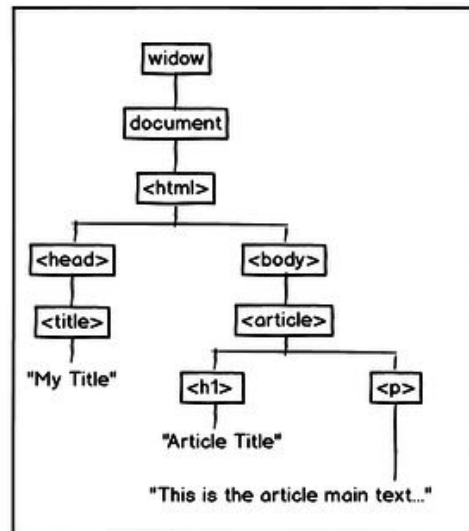 widow
document
<html>
<head> <body>
<title> <article>
"My Title" <h1> <p>
"Article Title"
"This is the article main text..."